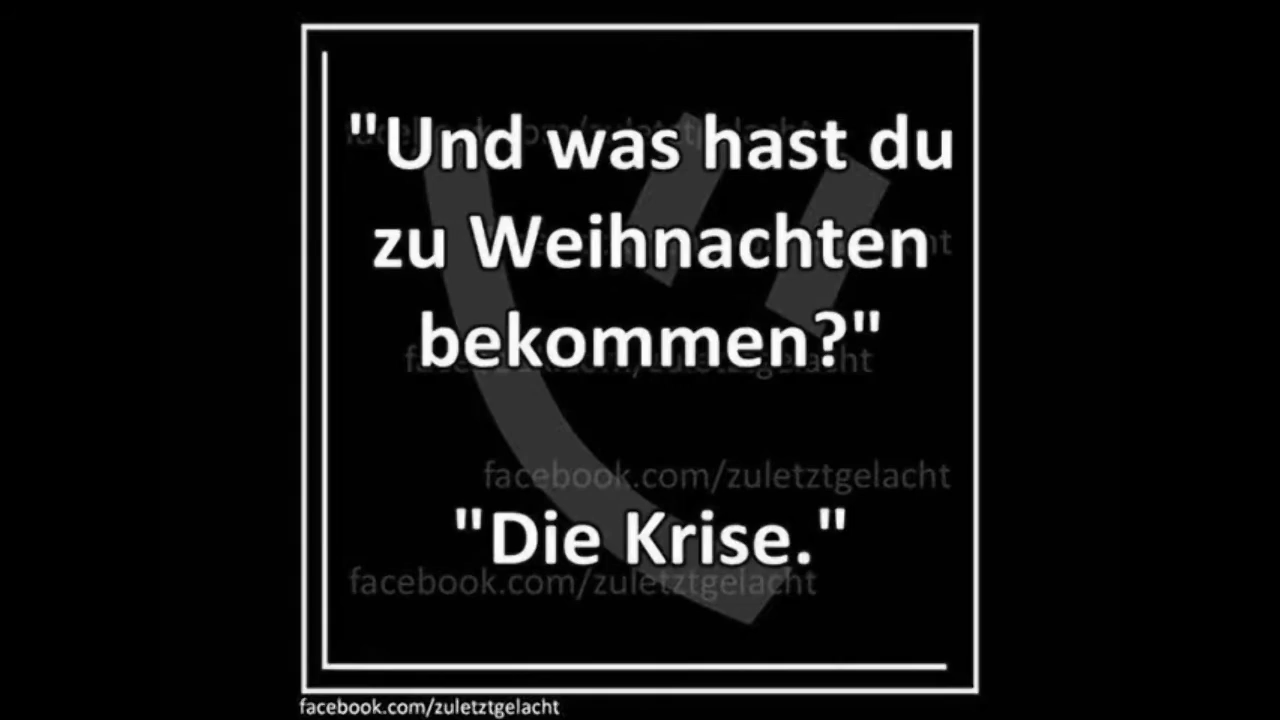 "Und was hast du
zu Weihnachten
bekommen?"
facebook.com/zuletztgelacht
"Die Krise."
facebook.com/zuletztgelacht
facebook.com/zuletztgelacht